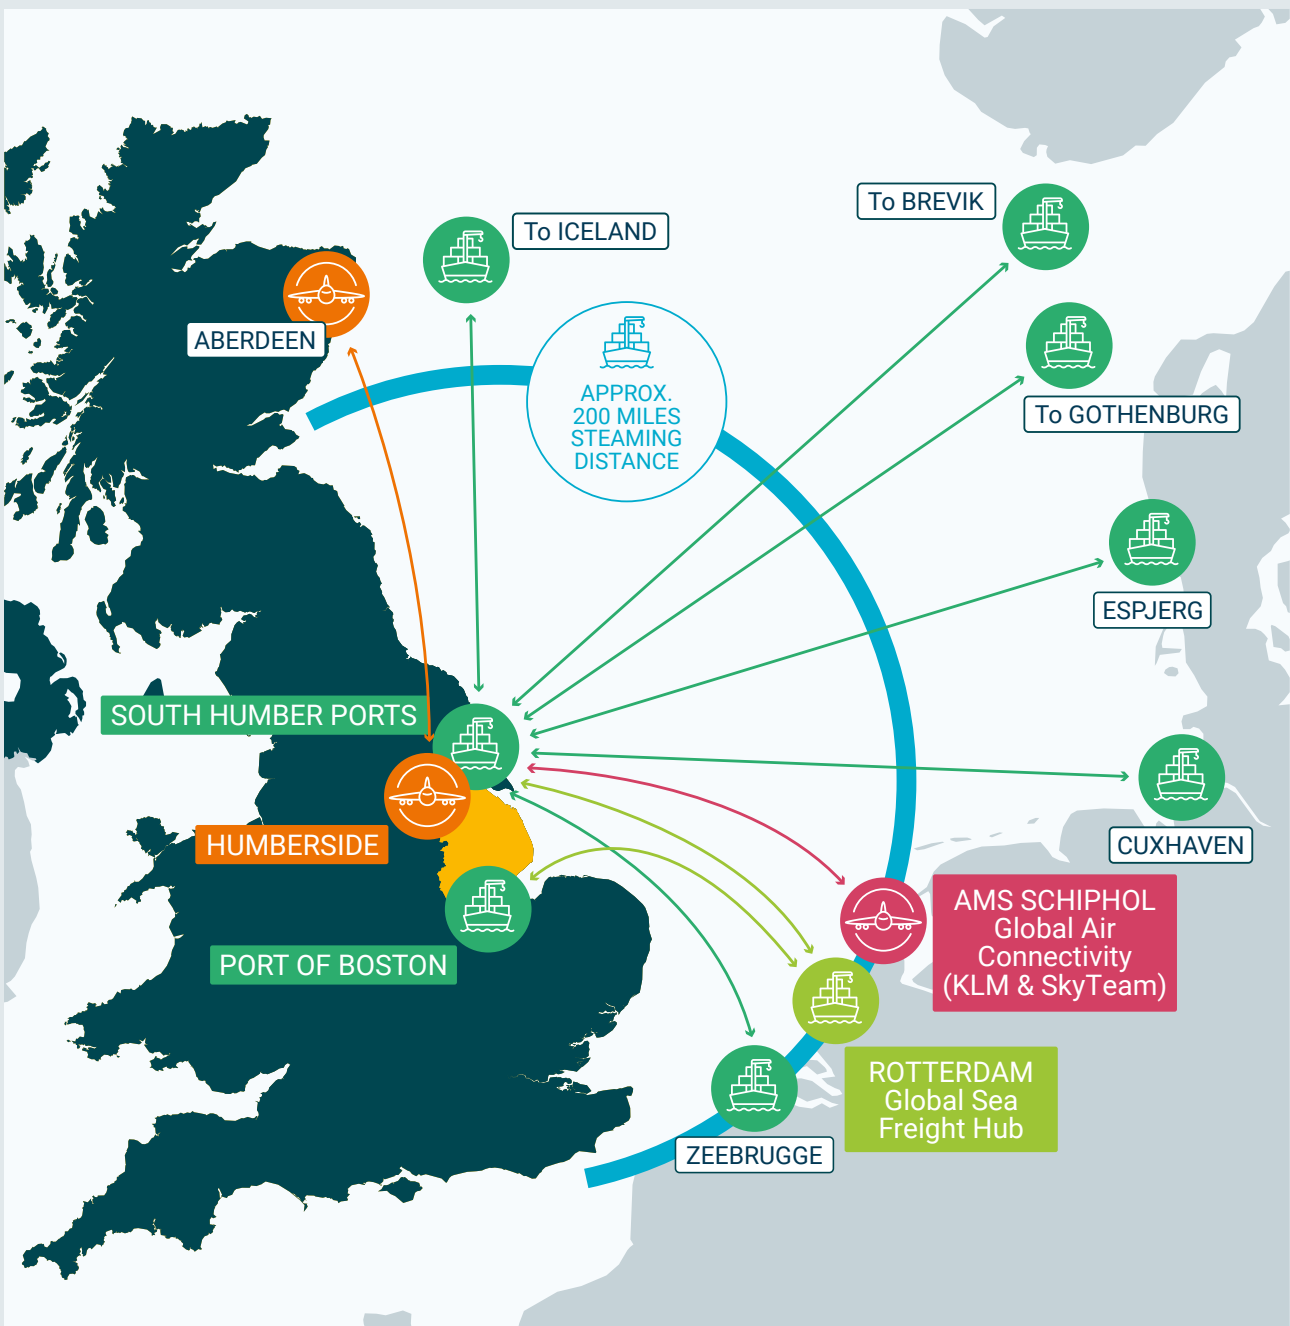 To BREVIK
To ICELAND
ABERDEEN
APPROX.
200 MILES
STEAMING
DISTANCE
To GOTHENBURG
ESPJERG
SOUTH HUMBER PORTS
HUMBERSIDE
CUXHAVEN
AMS SCHIPHOL
Global Air
Connectivity
(KLM & SkyTeam)
PORT OF BOSTON
ROTTERDAM
Global Sea
Freight Hub
ZEEBRUGGE